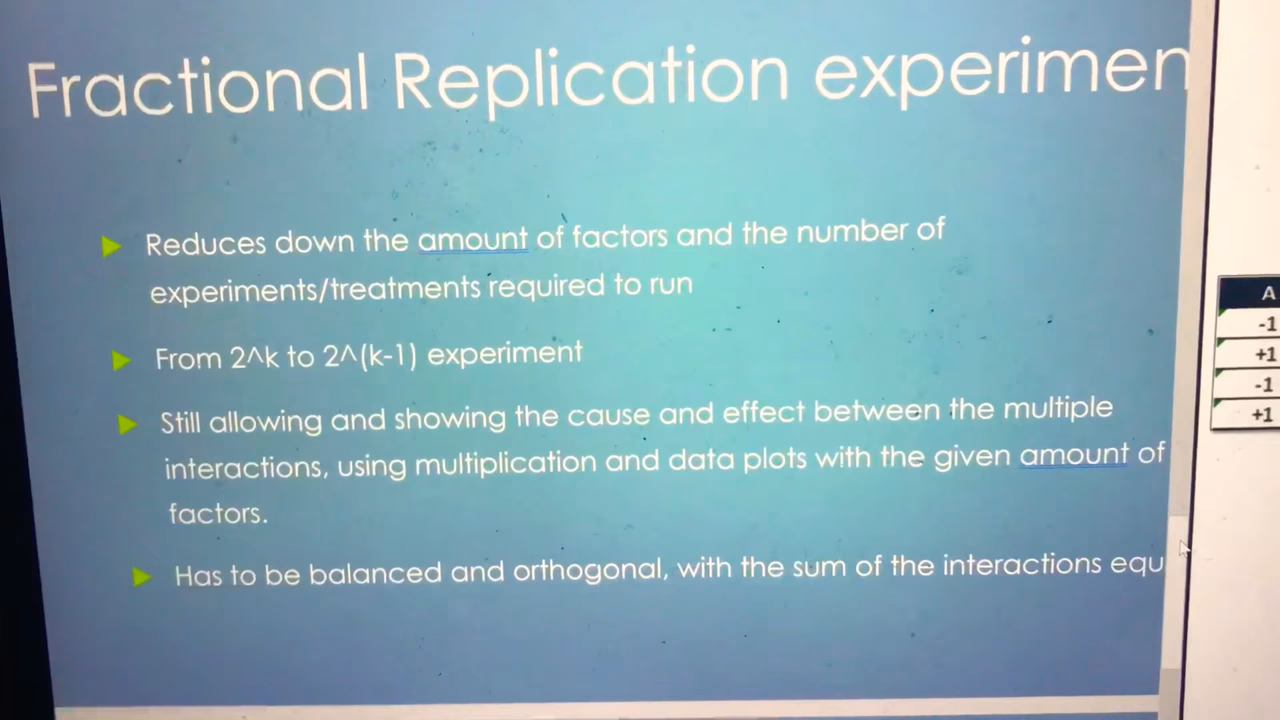 Fractional Replication experimen
Reduces down the amount of factors and the number of
experiments/treatments required to run
From 2^k to 2^(k-1) experiment
Still allowing and showing the cause and effect between the multiple
interactions, using multiplication and data plots with the given amount of
factors.
Has to be balanced and orthogonal, with the sum of the interactions equ
A
-1
+1
-1
+1